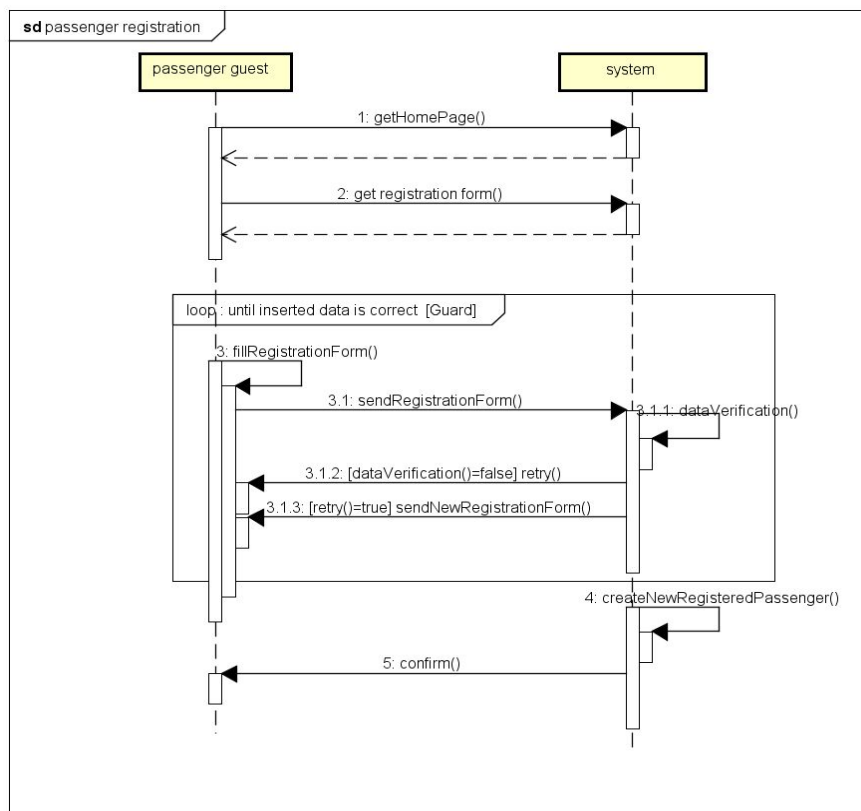 sd passenger registration
passenger guest
system
1: getHomePage()
2: get registration form()
loop : until inserted data is correct [Guard]
3: fillRegistrationForm()
3.1: sendRegistrationForm()
3.1.1: dataVerification()
3.1.2: [dataVerification()=false] retry()
3.1.3: [retry()=true] sendNewRegistrationForm()
4: createNewRegisteredPassenger()
5: confirm()